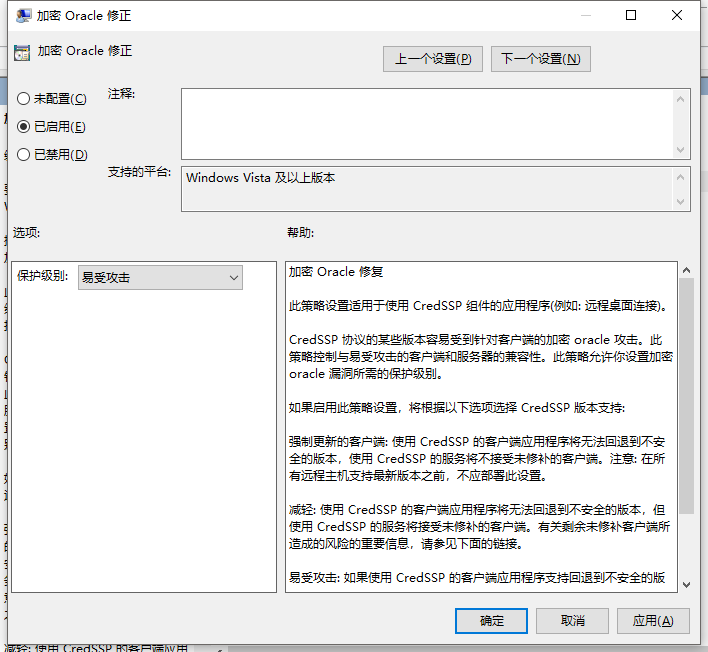 加密 Oracle 修正
加密 Oracle 修正
上一个设置(P)
下一个设置(N)
未配置(C)
注释:
已启用(E)
已禁用(D)
支持的平台:
Windows Vista 及以上版本
选项:
帮助:
保护级别:
易受攻击
加密 Oracle 修复
此策略设置适用于使用 CredSSP 组件的应用程序(例如: 远程桌面连接)。
CredSSP 协议的某些版本容易受到针对客户端的加密 oracle 攻击。此
策略控制与易受攻击的客户端和服务器的兼容性。此策略允许你设置加密
oracle 漏洞所需的保护级别。
如果启用此策略设置，将根据以下选项选择 CredSSP 版本支持:
强制更新的客户端: 使用 CredSSP 的客户端应用程序将无法回退到不安
全的版本，使用 CredSSP 的服务将不接受未修补的客户端。注意: 在所
有远程主机支持最新版本之前，不应部署此设置。
减轻: 使用 CredSSP 的客户端应用程序将无法回退到不安全的版本，但
使用 CredSSP 的服务将接受未修补的客户端。有关剩余未修补客户端所
造成的风险的重要信息，请参见下面的链接。
易受攻击: 如果使用 CredSSP 的客户端应用程序支持回退到不安全的版
确定
取消
应用(A)
减轻: 使用 CredSSP 的客户端应用